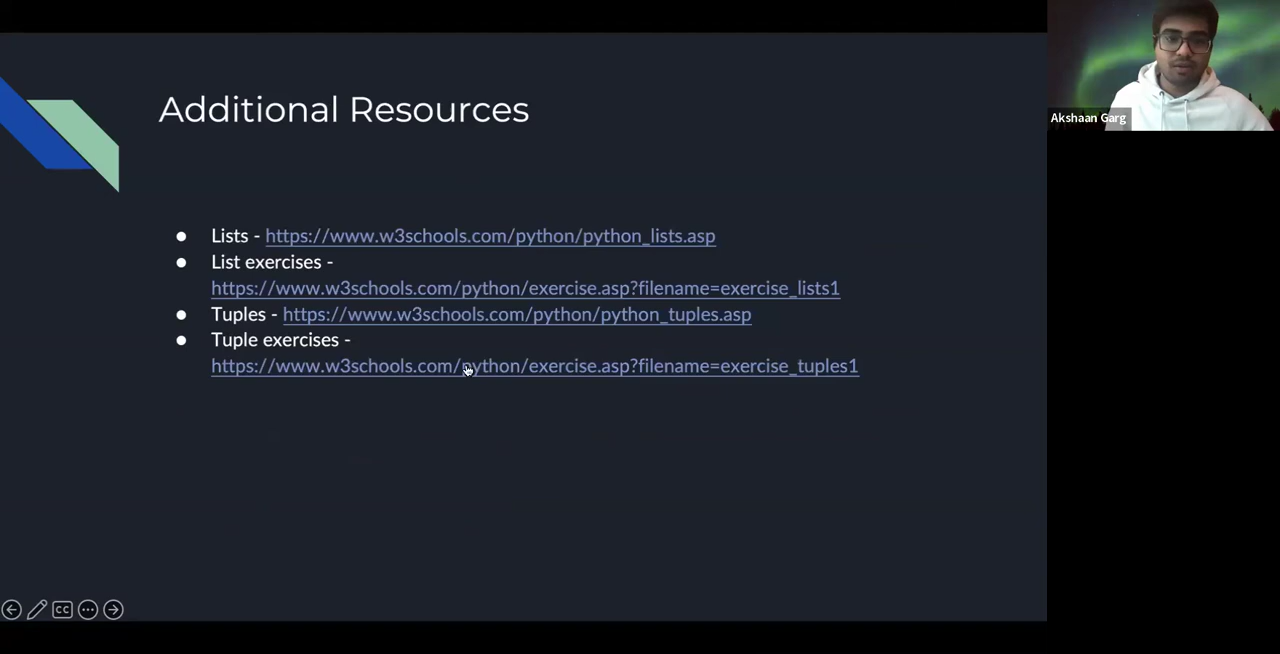 Additional Resources
Akshaan Garg
● Lists - https://www.w3schools.com/python/python_lists.asp
● List exercises -
https://www.w3schools.com/python/exercise.asp?filename=exercise_lists1
● Tuples - https://www.w3schools.com/python/python_tuples.asp
● Tuple exercises -
https://www.w3schools.com/python/exercise.asp?filename=exercise_tuples1
CC